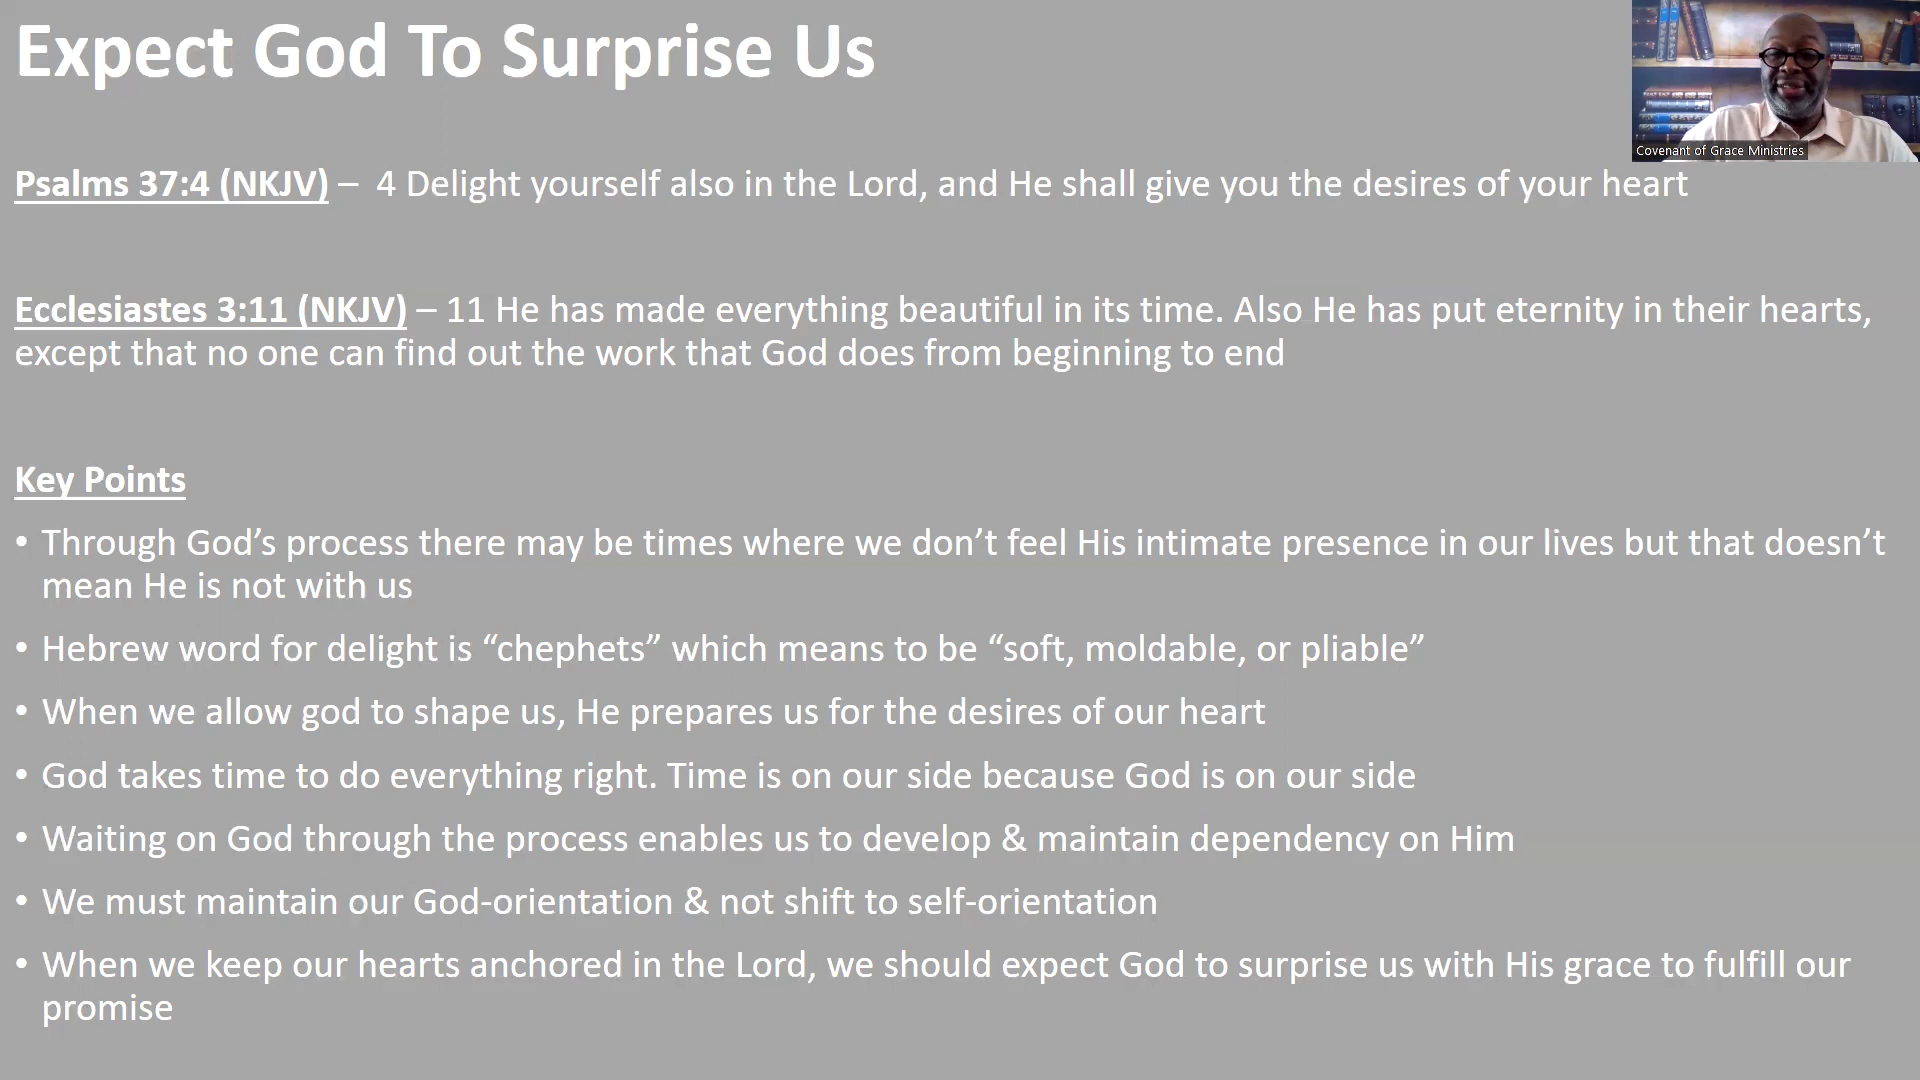 Expect God To Surprise Us
Covenant of Grace Ministries
Psalms 37:4 (NKJV) – 4 Delight yourself also in the Lord, and He shall give you the desires of your heart
Ecclesiastes 3:11 (NKJV) – 11 He has made everything beautiful in its time. Also He has put eternity in their hearts,
except that no one can find out the work that God does from beginning to end
Key Points
• Through God’s process there may be times where we don’t feel His intimate presence in our lives but that doesn’t
mean He is not with us
• Hebrew word for delight is “chephets” which means to be “soft, moldable, or pliable”
• When we allow god to shape us, He prepares us for the desires of our heart
• God takes time to do everything right. Time is on our side because God is on our side
• Waiting on God through the process enables us to develop & maintain dependency on Him
• We must maintain our God-orientation & not shift to self-orientation
• When we keep our hearts anchored in the Lord, we should expect God to surprise us with His grace to fulfill our
promise